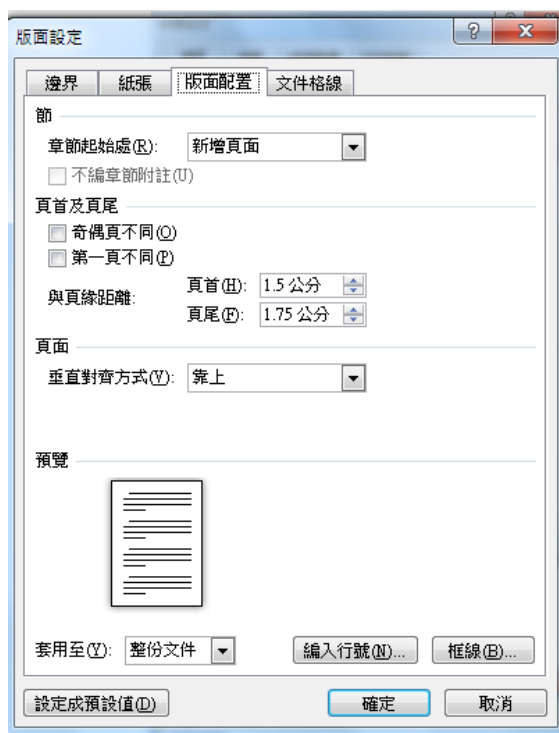 版面設定
邊界 紙張 版面配置 文件格線
節
章節起始處(R): 新增頁面
不編章節附註(U)
頁首及頁尾
奇偶頁不同(O)
第一頁不同(P)
與頁緣距離:
頁首(H): 1.5 公分
頁尾(F): 1.75 公分
頁面
垂直對齊方式(V): 靠上
預覽
套用至(Y): 整份文件 編入行號(N)... 框線(B)...
設定成預設值(D) 確定 取消